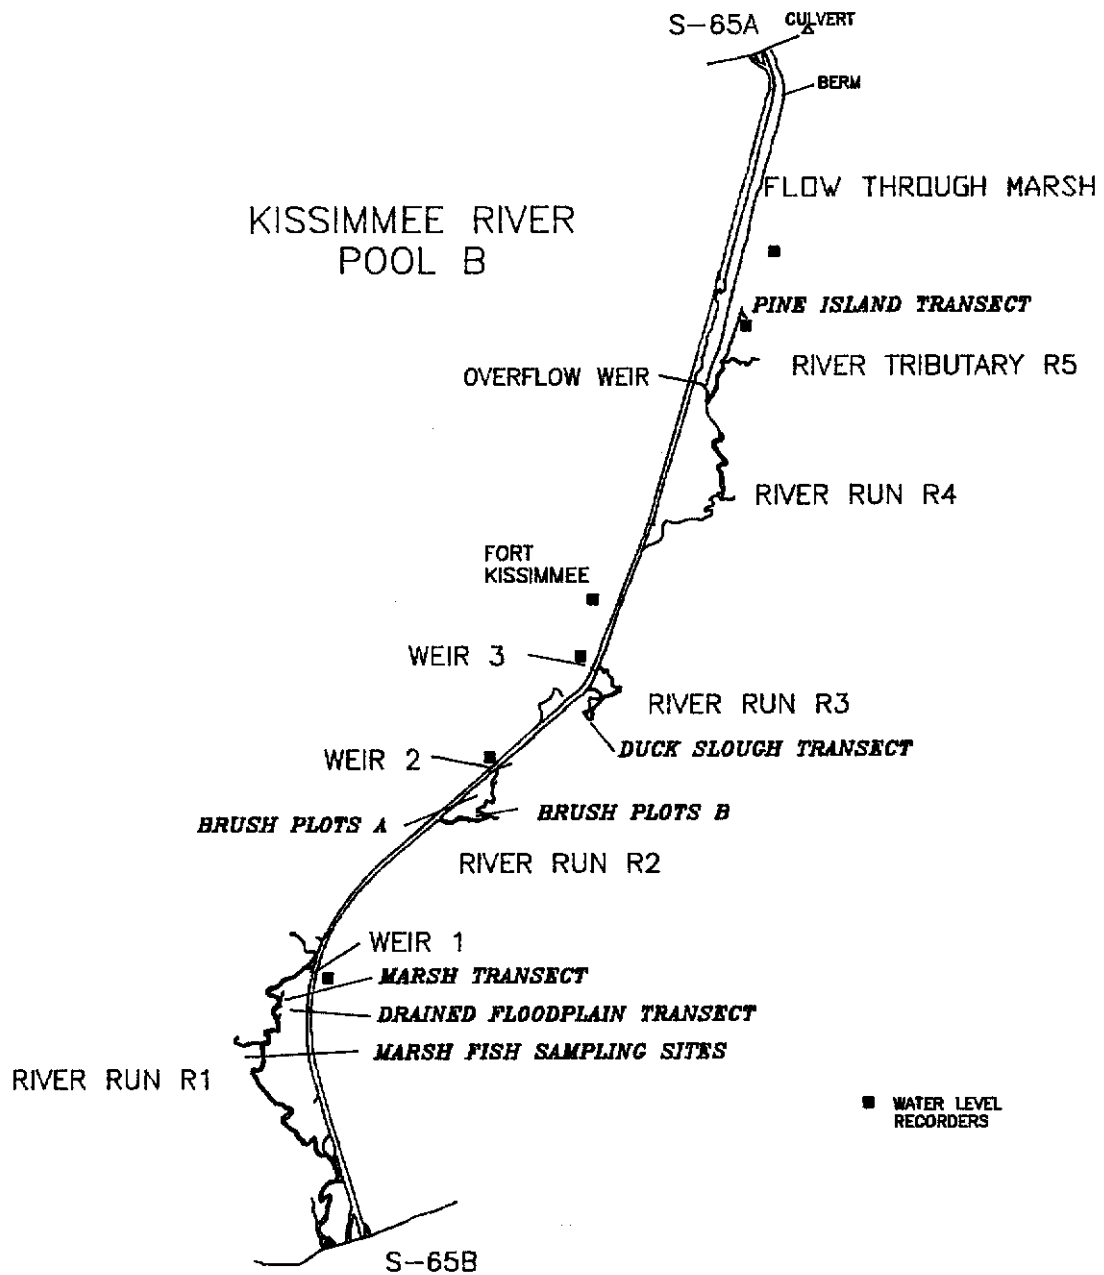 S-65A
CULVERT
BERM
FLOW THROUGH MARSH
KISSIMMEE RIVER
POOL B
PINE ISLAND TRANSECT
RIVER TRIBUTARY R5
OVERFLOW WEIR
RIVER RUN R4
FORT
KISSIMMEE
WEIR 3
RIVER RUN R3
DUCK SLOUGH TRANSECT
WEIR 2
BRUSH PLOTS A
BRUSH PLOTS B
RIVER RUN R2
WEIR 1
MARSH TRANSECT
DRAINED FLOODPLAIN TRANSECT
MARSH FISH SAMPLING SITES
RIVER RUN R1
WATER LEVEL
RECORDERS
S-65B